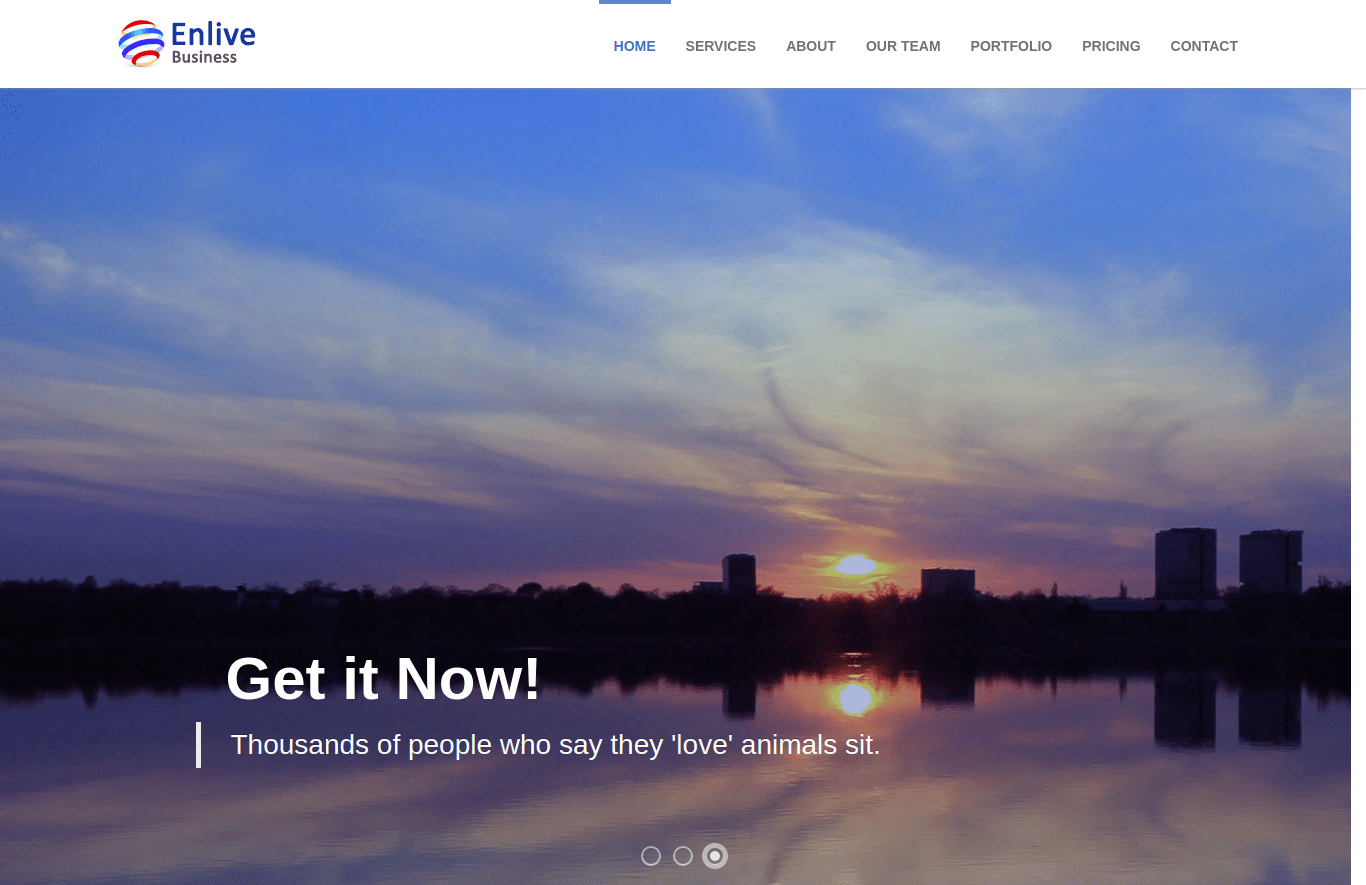 Enlive
Business
HOME SERVICES ABOUT OUR TEAM PORTFOLIO PRICING CONTACT
Get it Now!
Thousands of people who say they 'love' animals sit.